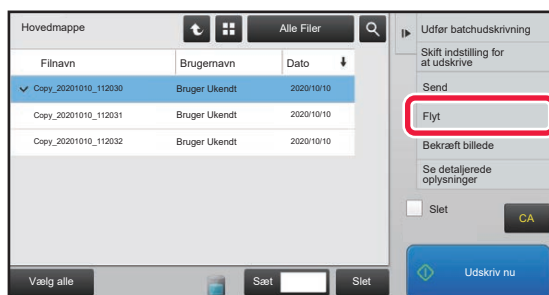 Hovedmappe
Alle Filer
Filnavn Brugernavn Dato
Copy_20201010_112030 Bruger Ukendt 2020/10/10
Copy_20201010_112031 Bruger Ukendt 2020/10/10
Copy_20201010_112032 Bruger Ukendt 2020/10/10
Vælg alle
Sæt
Slet
Udfør batchudskrivning
Skift indstilling for
at udskrive
Send
Flyt
Bekræft billede
Se detaljerede
oplysninger
Slet
CA
Udskriv nu